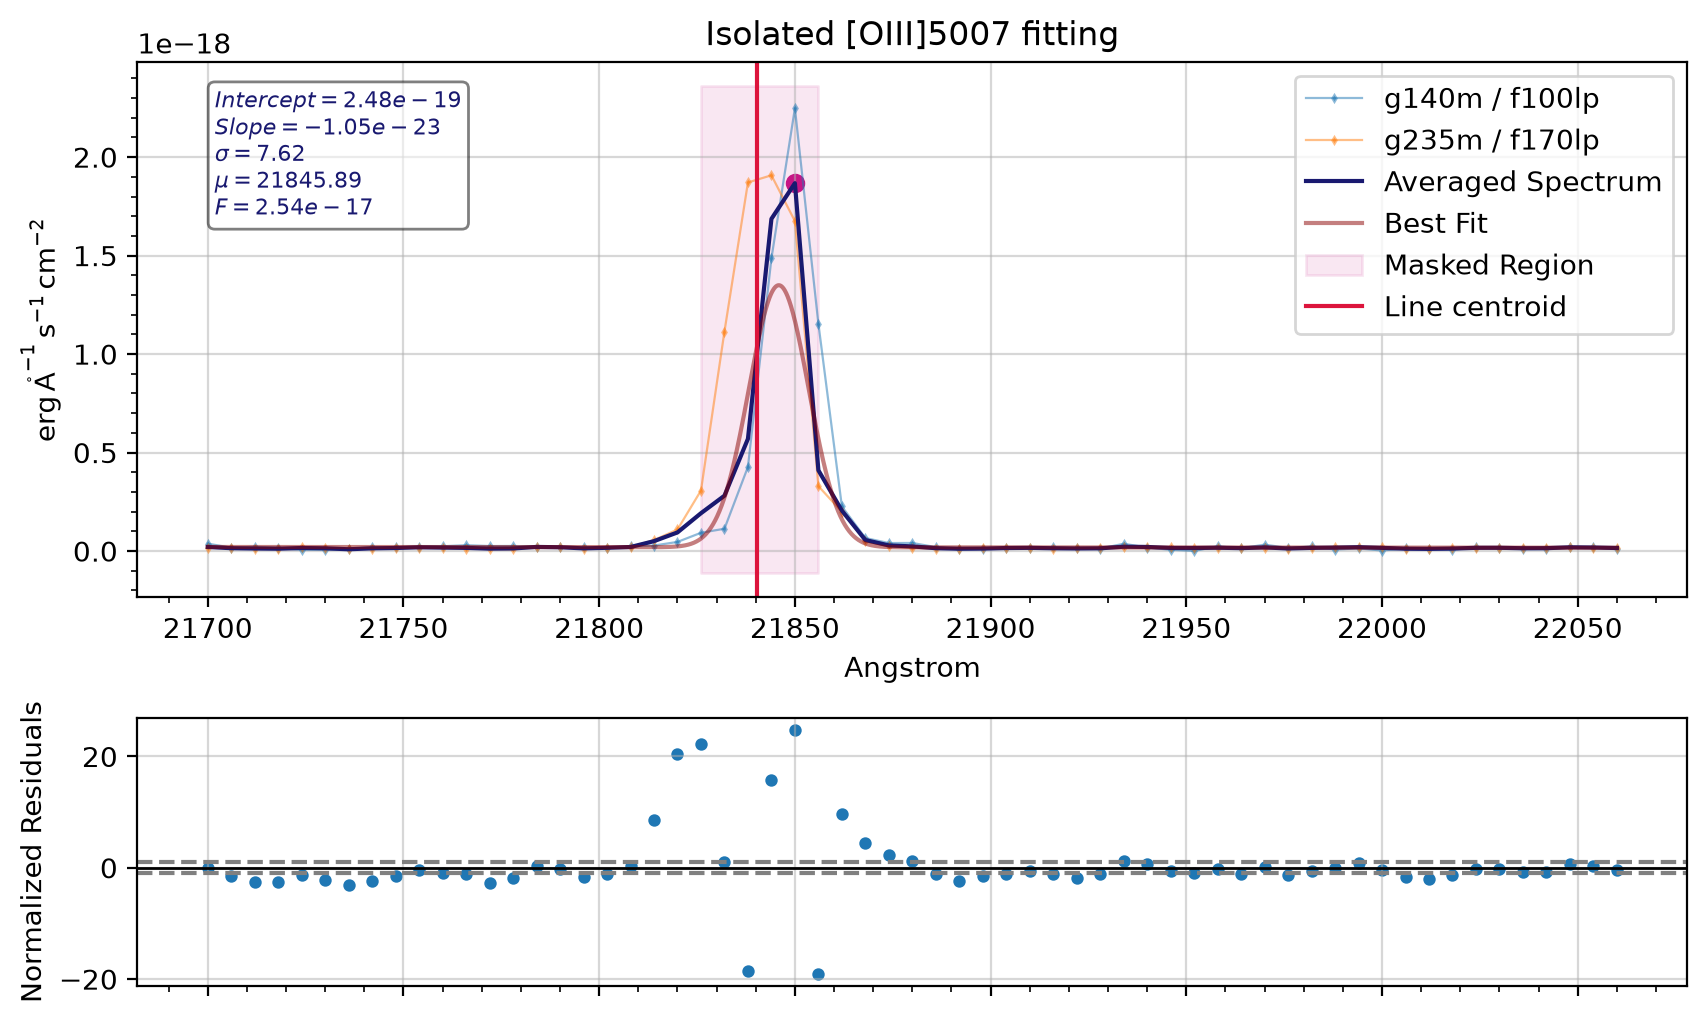 Isolated [OIII]5007 fitting
1e−18
Intercept = 2.48e − 19
Slope = −1.05e − 23
σ = 7.62
μ = 21845.89
F = 2.54e − 17
g140m / f100lp
g235m / f170lp
Averaged Spectrum
Best Fit
Masked Region
Line centroid
erg Å⁻¹ s⁻¹ cm⁻²
2.0
1.5
1.0
0.5
0.0
21700 21750 21800 21850 21900 21950 22000 22050
Angstrom
Normalized Residuals
20
0
−20